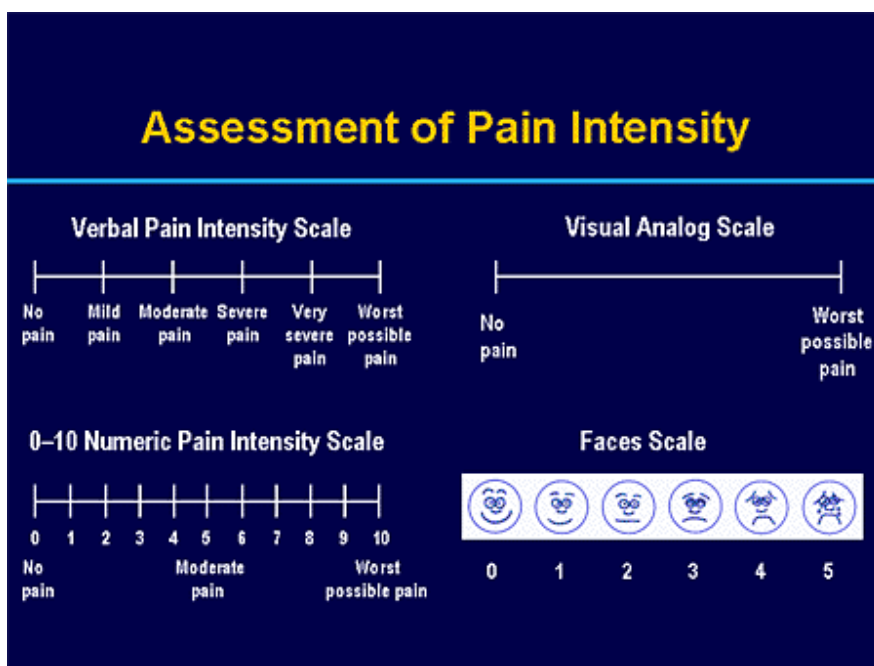 Assessment of Pain Intensity
Verbal Pain Intensity Scale
No pain
Mild pain
Moderate pain
Severe pain
Very severe pain
Worst possible pain
Visual Analog Scale
No pain
Worst possible pain
0–10 Numeric Pain Intensity Scale
0 1 2 3 4 5 6 7 8 9 10
No pain
Moderate pain
Worst possible pain
Faces Scale
0 1 2 3 4 5